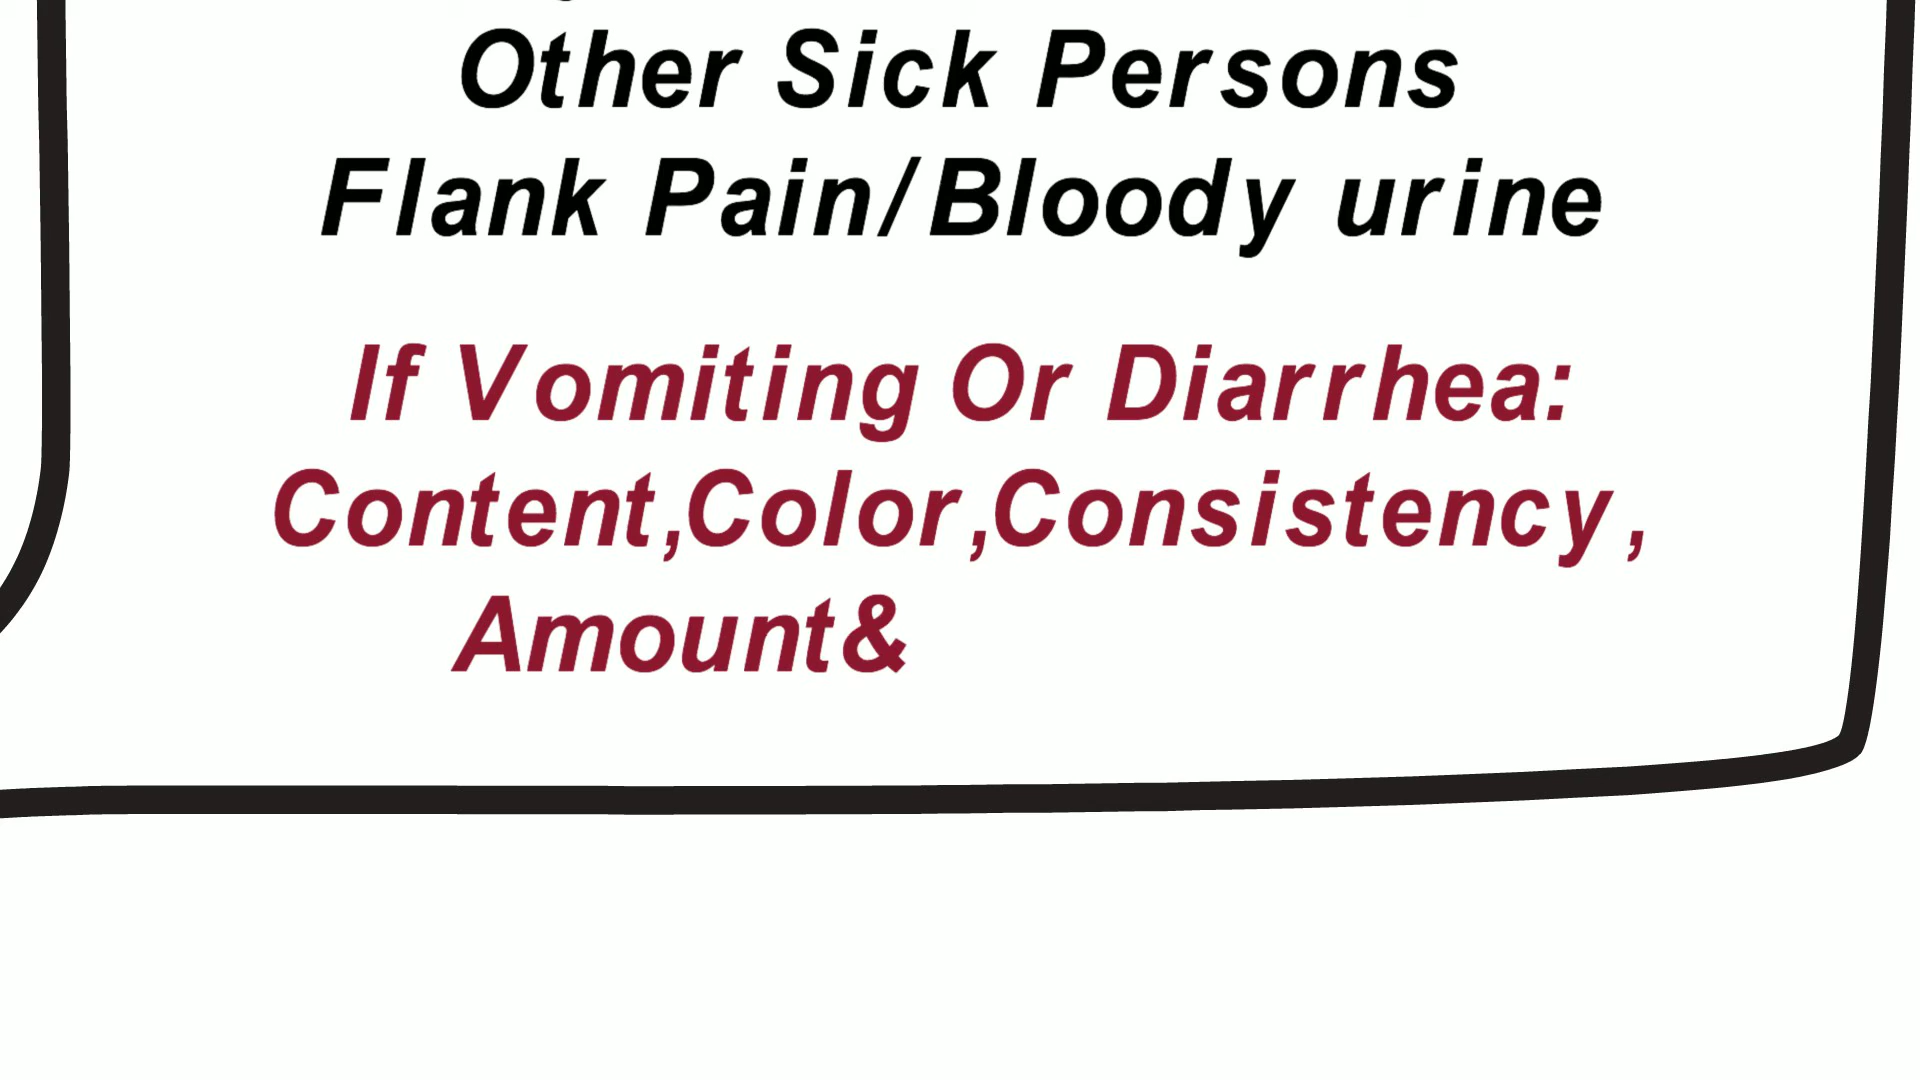 Other Sick Persons
Flank Pain/Bloody urine
If Vomiting Or Diarrhea:
Content,Color,Consistency,
Amount&